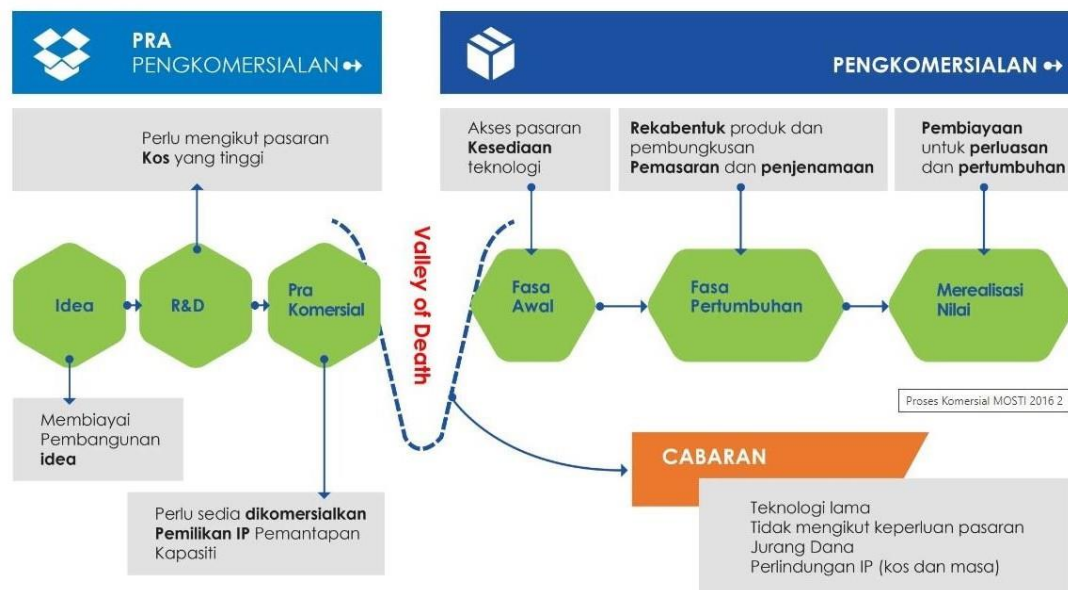 PRA
PENGKOMERSIALAN
PENGKOMERSIALAN
Perlu mengikut pasaran
Kos yang tinggi
Akses pasaran
Kesediaan
teknologi
Rekabentuk produk dan
pembungkusan
Pemasaran dan penjenamaan
Pembiayaan
untuk perluasan
dan pertumbuhan
Idea
R&D
Pra
Komersial
Valley of Death
Fasa
Awal
Fasa
Pertumbuhan
Merealisasi
Nilai
Membiayai
Pembangunan
idea
Perlu sedia dikomersialkan
Pemilikan IP Pemantapan
Kapasiti
Proses Komersial MOSTI 2016 2
CABARAN
Teknologi lama
Tidak mengikut keperluan pasaran
Jurang Dana
Perlindungan IP (kos dan masa)